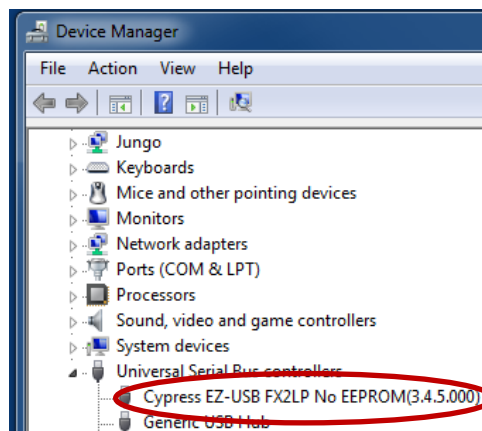 Device Manager
File Action View Help
Jungo
Keyboards
Mice and other pointing devices
Monitors
Network adapters
Ports (COM & LPT)
Processors
Sound, video and game controllers
System devices
Universal Serial Bus controllers
Cypress EZ-USB FX2LP No EEPROM(3.4.5.000)
Generic USB Hub